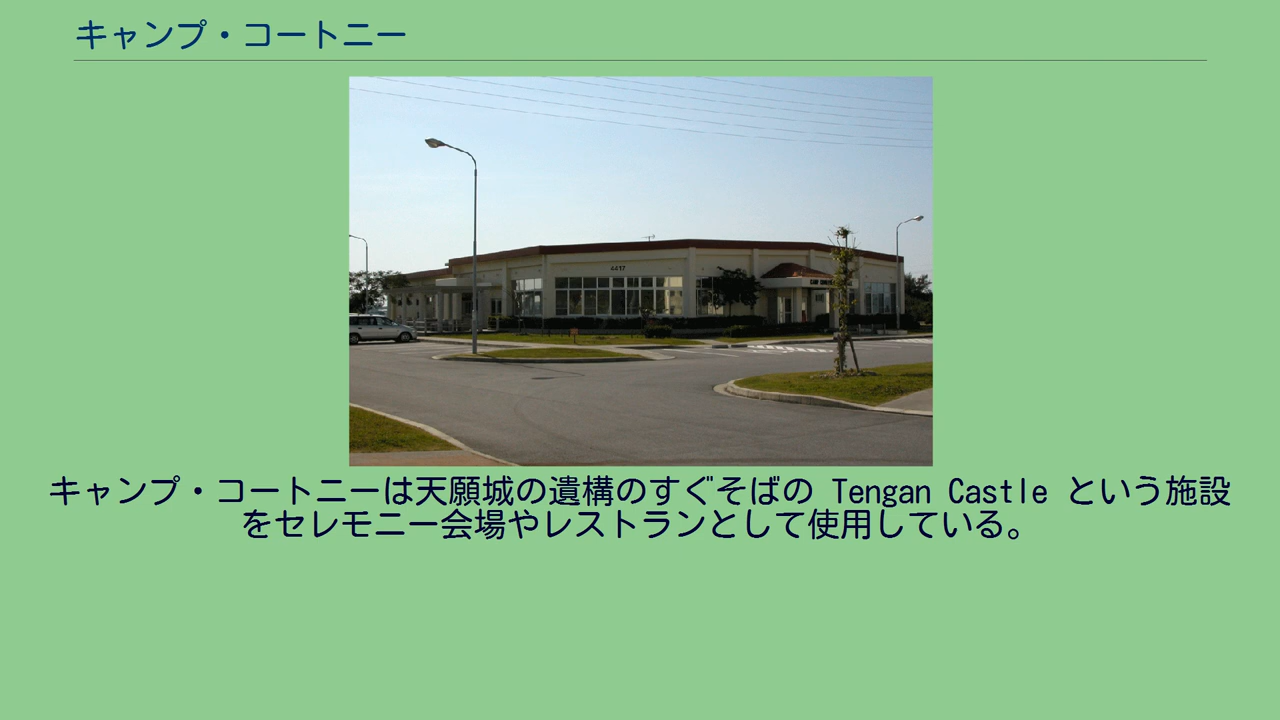 キャンプ・コートニー
4417
キャンプ・コートニーは天願城の遺構のすぐそばの Tengan Castle という施設
をセレモニー会場やレストランとして使用している。